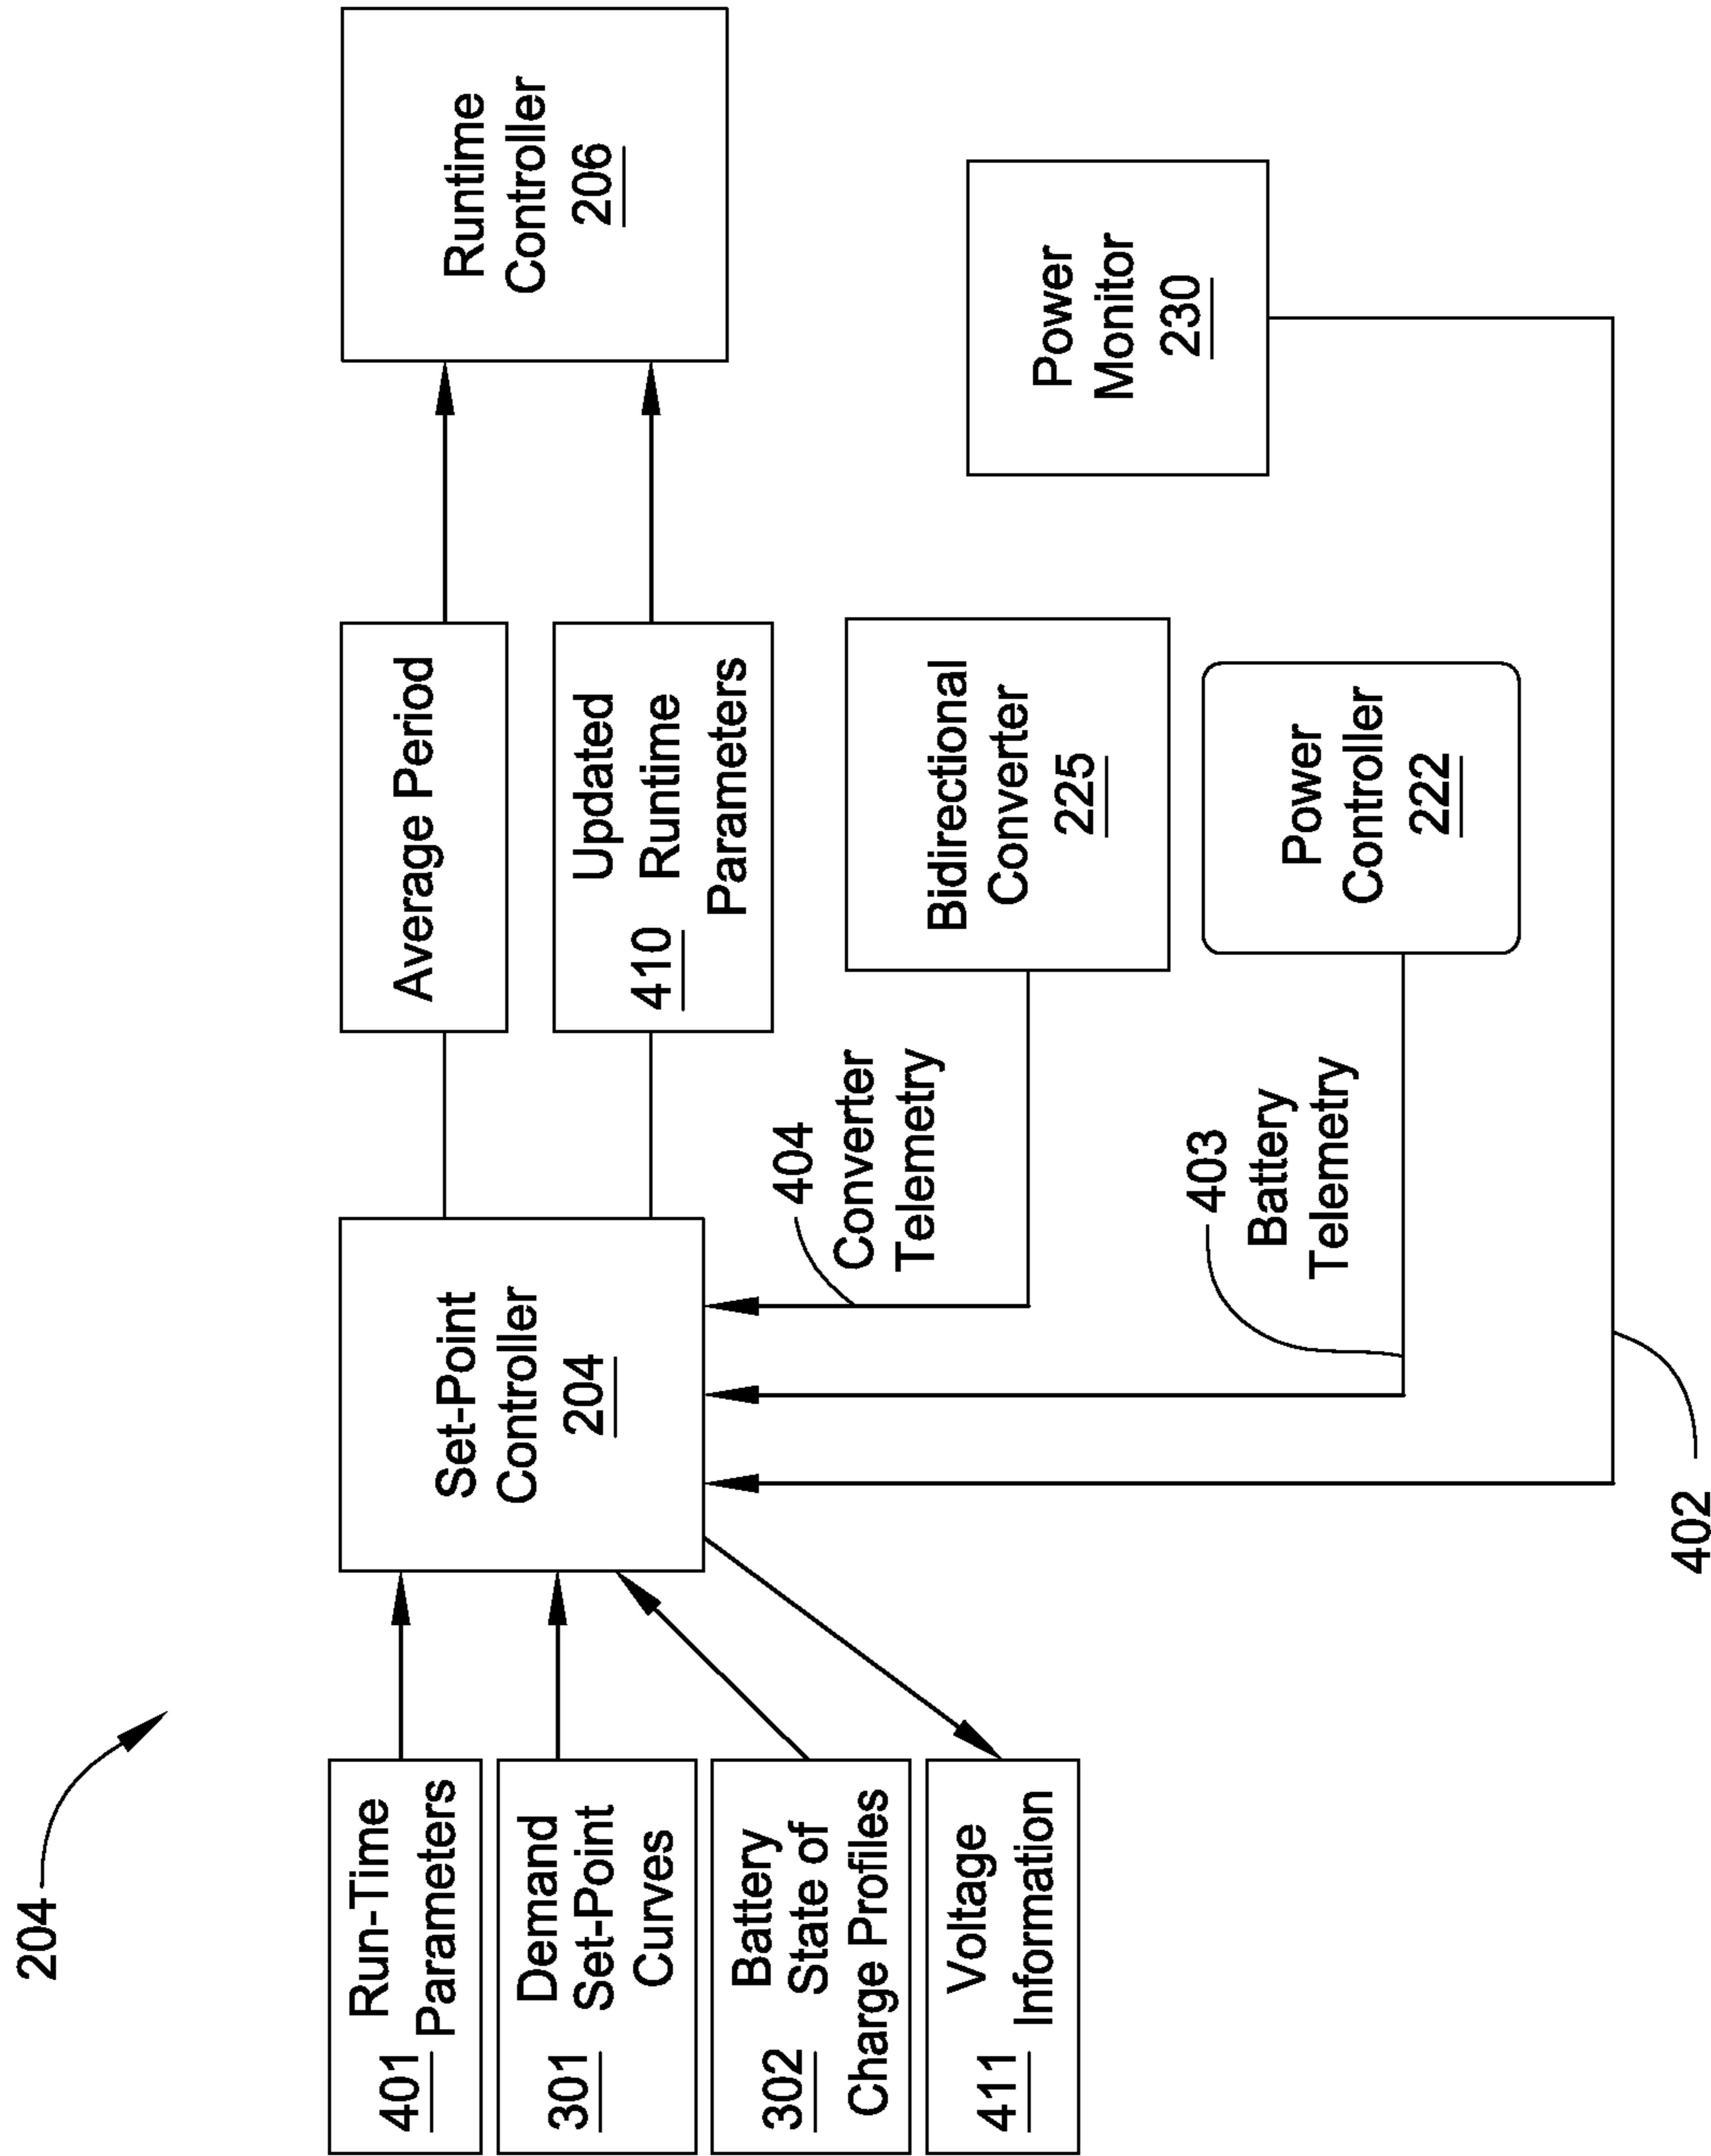 204
Run-Time
401 Parameters
Demand
301 Set-Point
Curves
Battery
302 State of
Charge Profiles
Voltage
411 Information
Set-Point
Controller
204
Average Period
Updated
410 Runtime
Parameters
Runtime
Controller
206
404
Converter
Telemetry
Bidirectional
Converter
225
403
Battery
Telemetry
Power
Controller
222
Power
Monitor
230
402